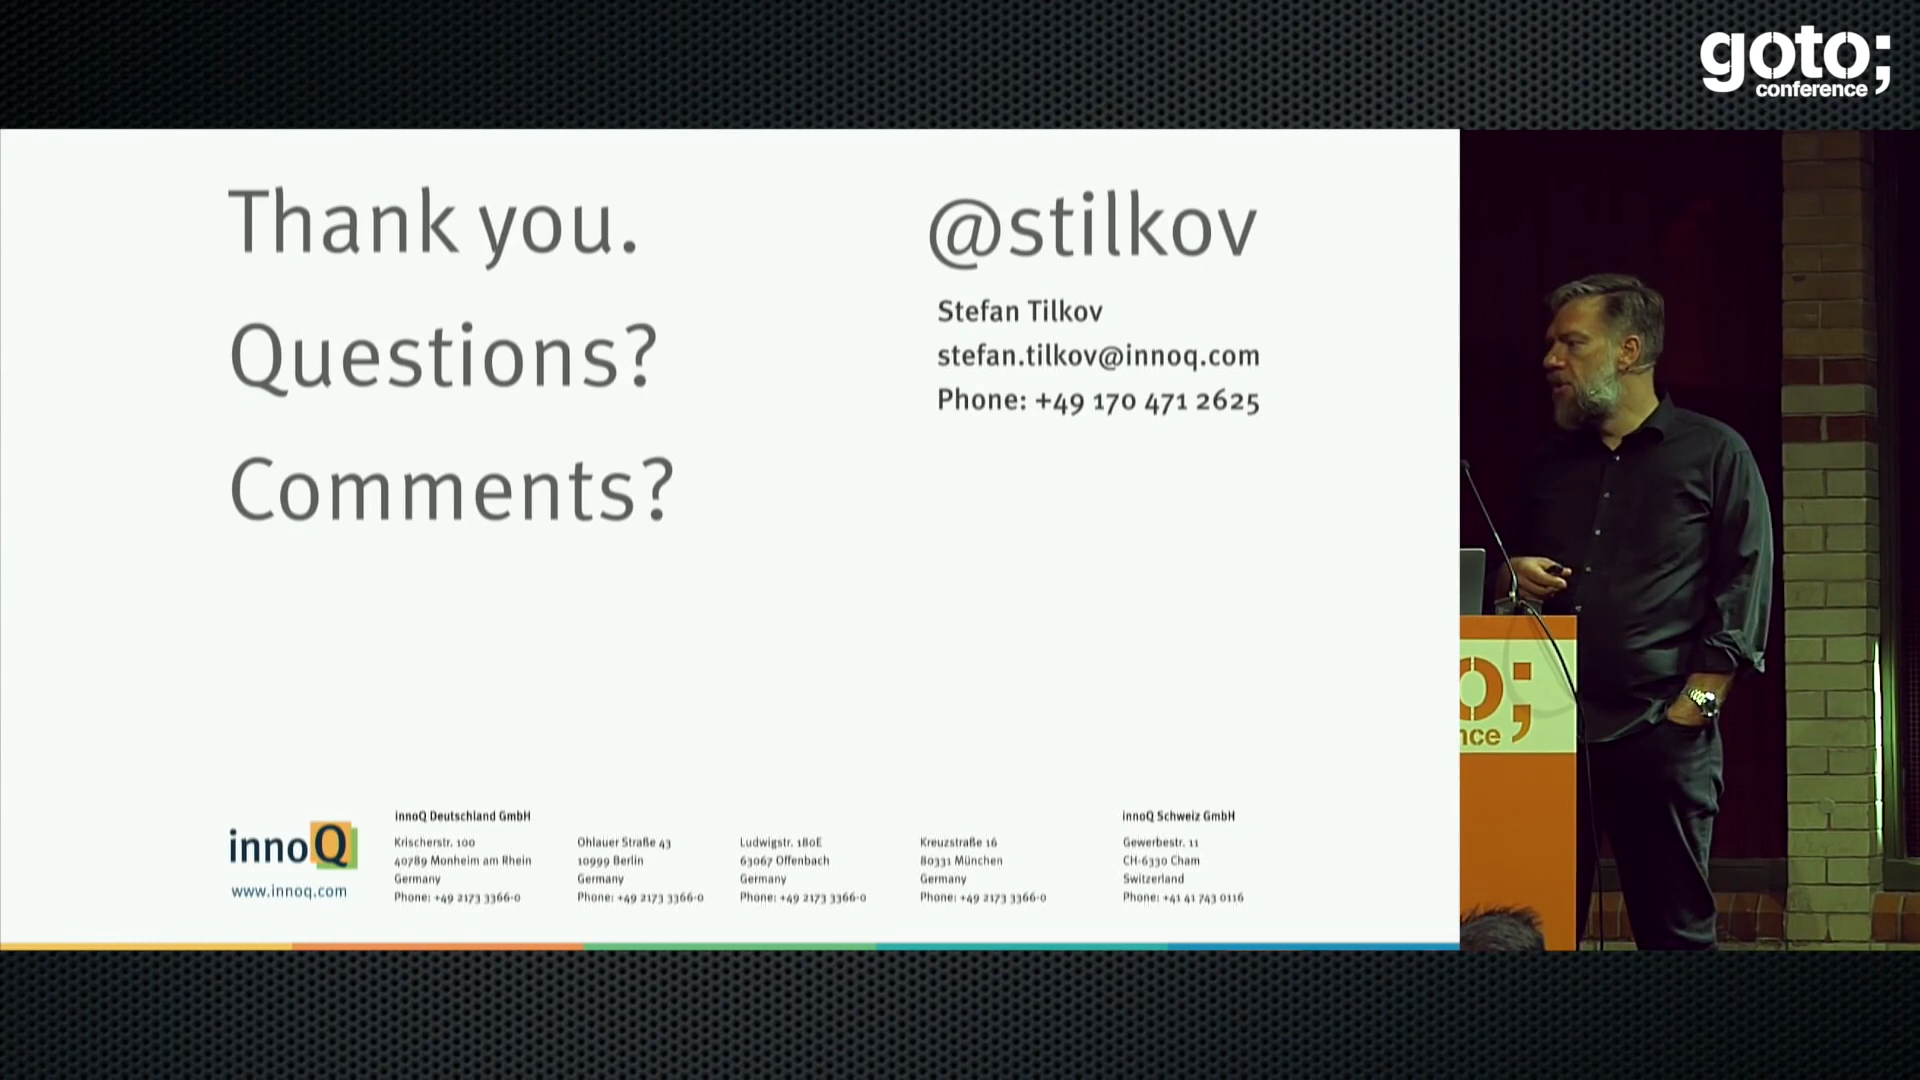 goto;
conference
Thank you.
Questions?
Comments?
@stilkov
Stefan Tilkov
stefan.tilkov@innoq.com
Phone: +49 170 471 2625
innoQ
www.innoq.com
innoQ Deutschland GmbH
Krischerstr. 100
40789 Monheim am Rhein
Germany
Phone: +49 2173 3366-0
Ohlauer Straße 43
10999 Berlin
Germany
Phone: +49 2173 3366-0
Ludwigstr. 180E
63067 Offenbach
Germany
Phone: +49 2173 3366-0
Kreuzstraße 16
80331 München
Germany
Phone: +49 2173 3366-0
innoQ Schweiz GmbH
Gewerbestr. 11
CH-6330 Cham
Switzerland
Phone: +41 41 743 0116
o;
nce